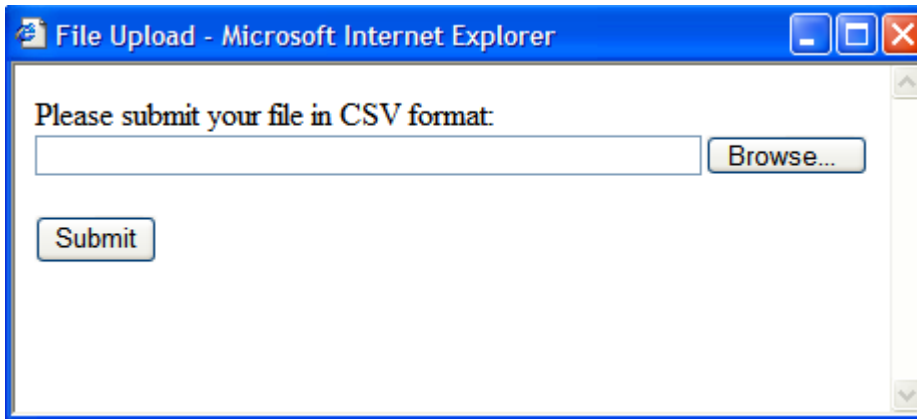 File Upload - Microsoft Internet Explorer
Please submit your file in CSV format:
Browse...
Submit